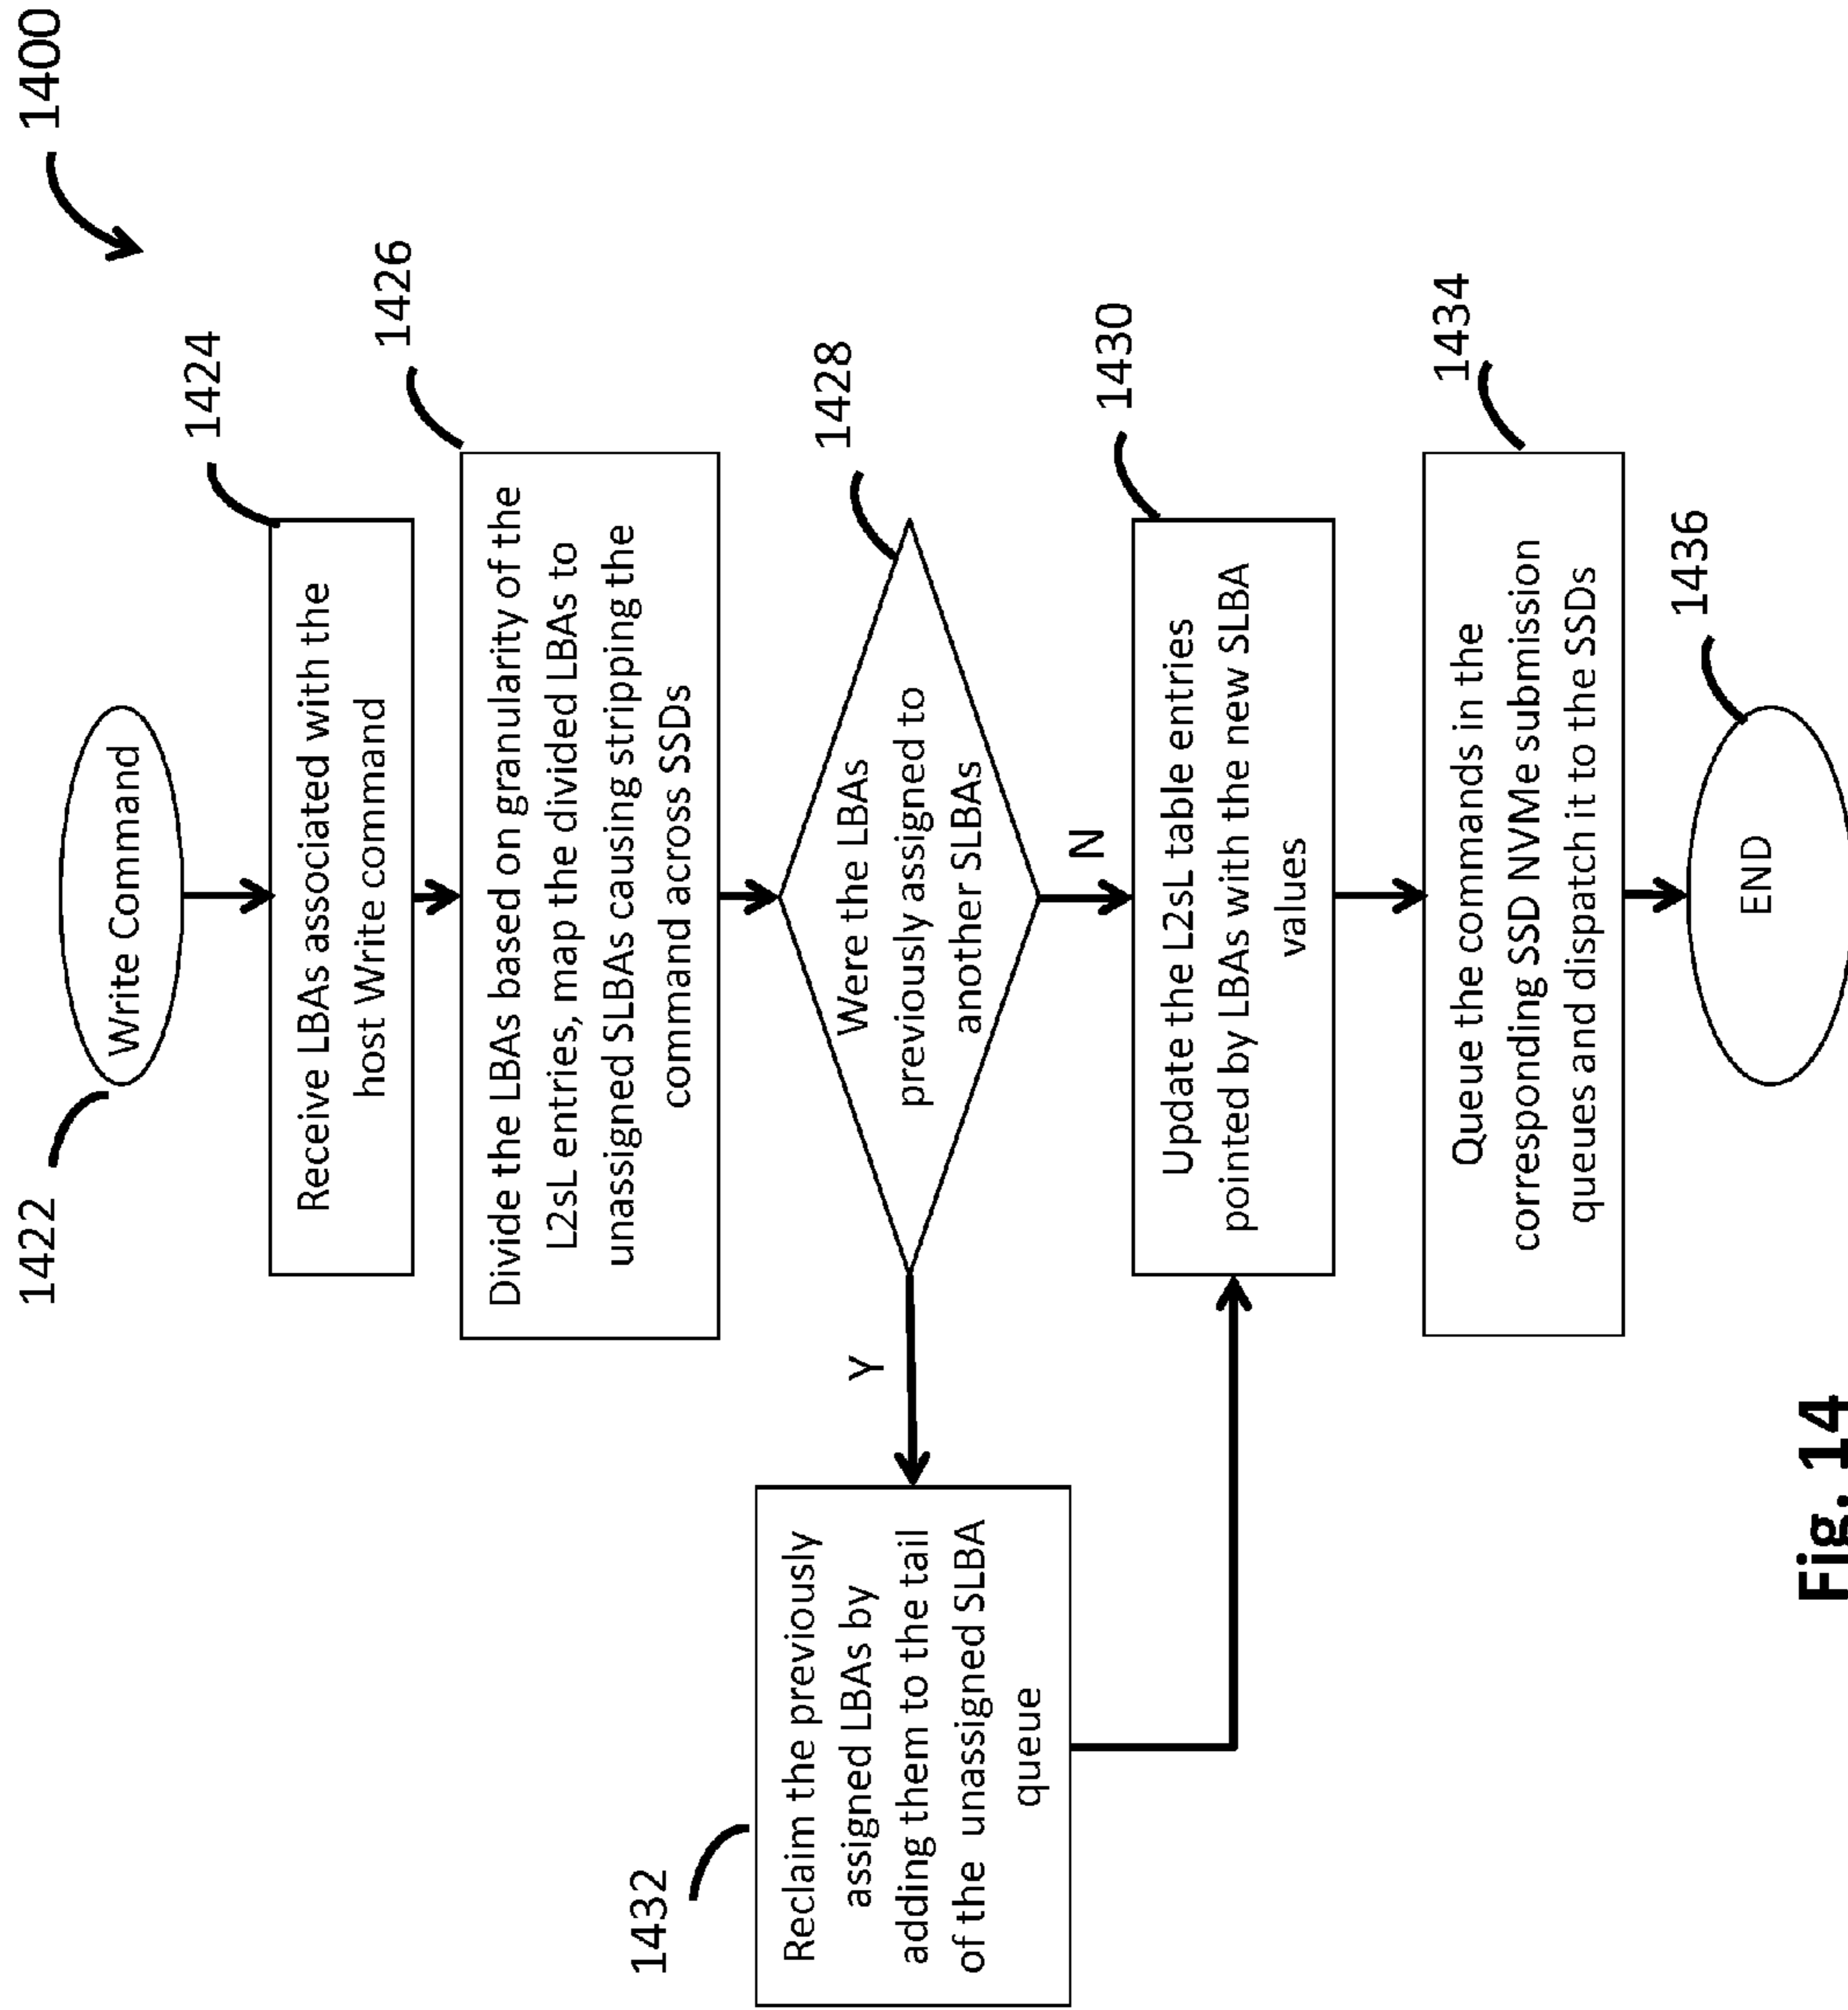 1400
1422
Write Command
1424
Receive LBAs associated with the
host Write command
1426
Divide the LBAs based on granularity of the
L2sL entries, map the divided LBAs to
unassigned SLBAs causing stripping the
command across SSDs
1428
Were the LBAs
previously assigned to
another SLBAs
Y
N
1432
Reclaim the previously
assigned LBAs by
adding them to the tail
of the unassigned SLBA
queue
1430
Update the L2sL table entries
pointed by LBAs with the new SLBA
values
1434
Queue the commands in the
corresponding SSD NVMe submission
queues and dispatch it to the SSDs
1436
END
Fig. 14